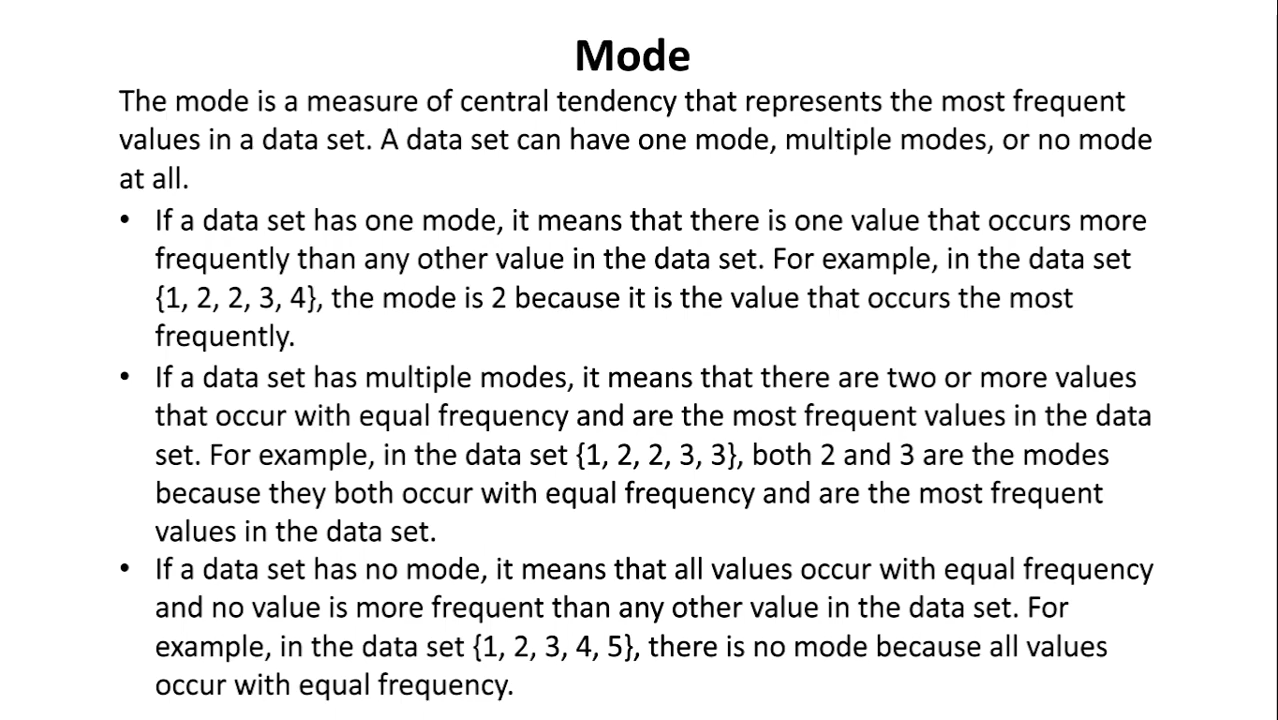 Mode
The mode is a measure of central tendency that represents the most frequent
values in a data set. A data set can have one mode, multiple modes, or no mode
at all.
• If a data set has one mode, it means that there is one value that occurs more
frequently than any other value in the data set. For example, in the data set
{1, 2, 2, 3, 4}, the mode is 2 because it is the value that occurs the most
frequently.
• If a data set has multiple modes, it means that there are two or more values
that occur with equal frequency and are the most frequent values in the data
set. For example, in the data set {1, 2, 2, 3, 3}, both 2 and 3 are the modes
because they both occur with equal frequency and are the most frequent
values in the data set.
• If a data set has no mode, it means that all values occur with equal frequency
and no value is more frequent than any other value in the data set. For
example, in the data set {1, 2, 3, 4, 5}, there is no mode because all values
occur with equal frequency.